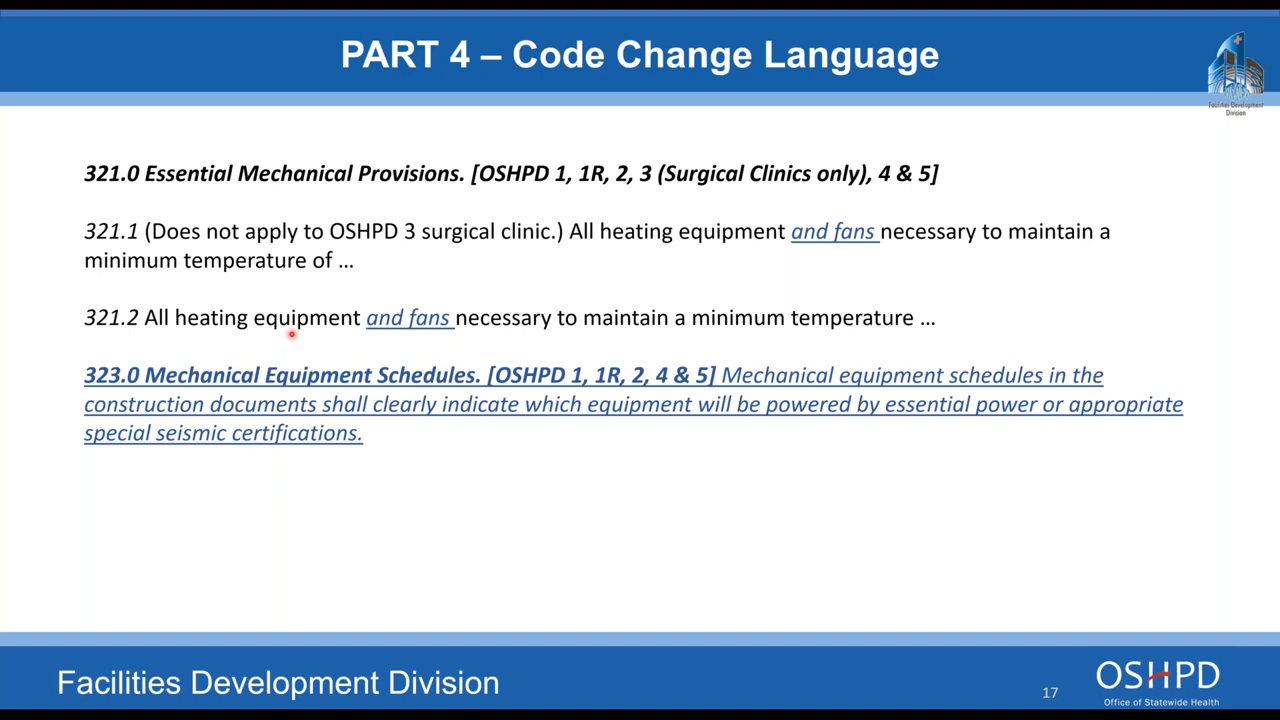 PART 4 – Code Change Language
Facilities Development
Division
321.0 Essential Mechanical Provisions. [OSHPD 1, 1R, 2, 3 (Surgical Clinics only), 4 & 5]
321.1 (Does not apply to OSHPD 3 surgical clinic.) All heating equipment and fans necessary to maintain a
minimum temperature of …
321.2 All heating equipment and fans necessary to maintain a minimum temperature …
323.0 Mechanical Equipment Schedules. [OSHPD 1, 1R, 2, 4 & 5] Mechanical equipment schedules in the
construction documents shall clearly indicate which equipment will be powered by essential power or appropriate
special seismic certifications.
Facilities Development Division
17
OSHPD
Office of Statewide Health